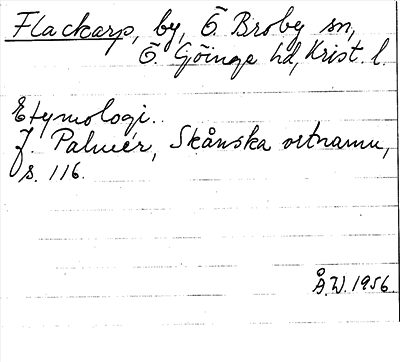 Flackarp, by, Ö. Broby sn,
Ö. Göinge hd, Krist. l.
Etymologi.
J. Palmér, Skånska ortnamn,
s. 116.
Å.W. 1956.